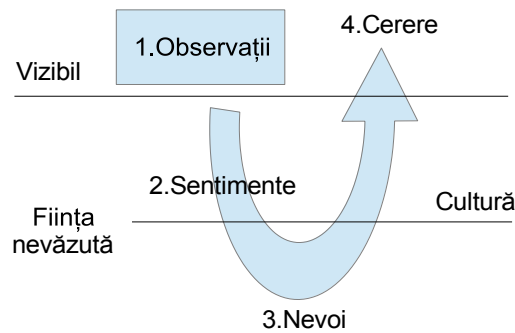 1.Observații
4.Cerere
Vizibil
2.Sentimente
Cultură
Ființa
nevăzută
3.Nevoi